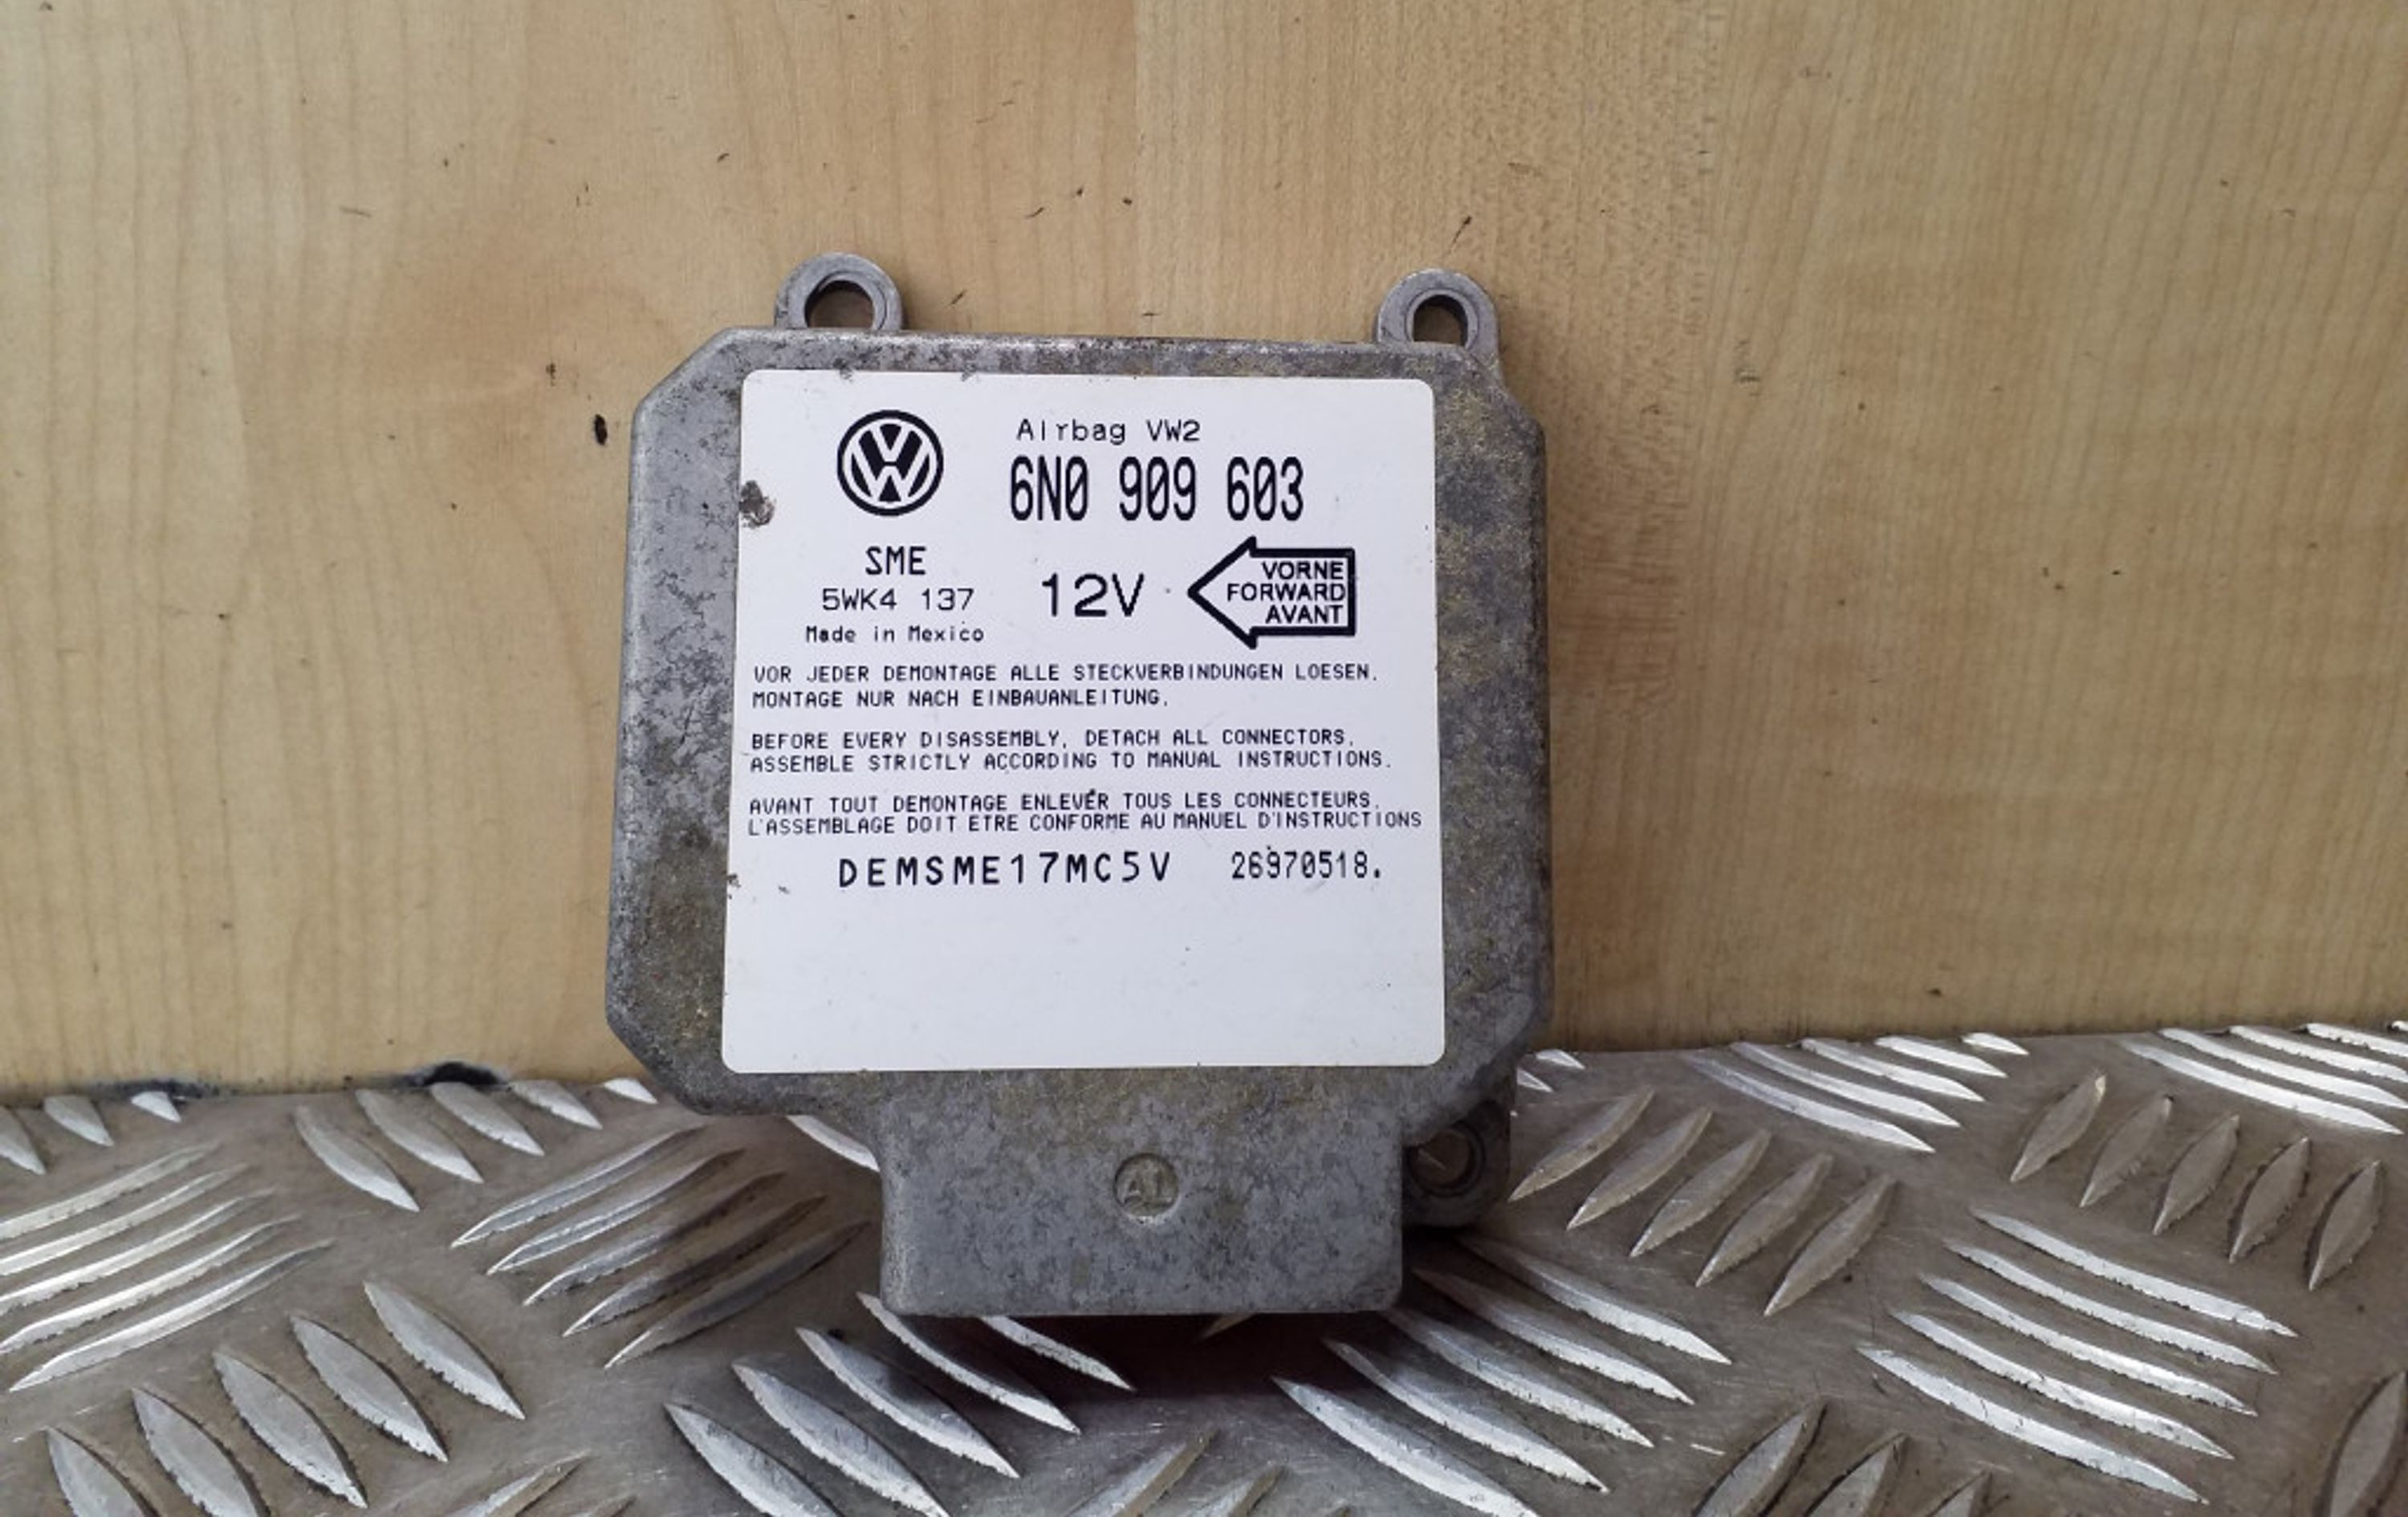 Airbag VW2
6N0 909 603
SME
5WK4 137
Made in Mexico
12V
VORNE
FORWARD
AVANT
VOR JEDER DEMONTAGE ALLE STECKVERBINDUNGEN LOESEN.
MONTAGE NUR NACH EINBAUANLEITUNG.
BEFORE EVERY DISASSEMBLY, DETACH ALL CONNECTORS.
ASSEMBLE STRICTLY ACCORDING TO MANUAL INSTRUCTIONS.
AVANT TOUT DEMONTAGE ENLEVER TOUS LES CONNECTEURS.
L'ASSEMBLAGE DOIT ETRE CONFORME AU MANUEL D'INSTRUCTIONS
DEMSME17MC5V 26970518.
AL